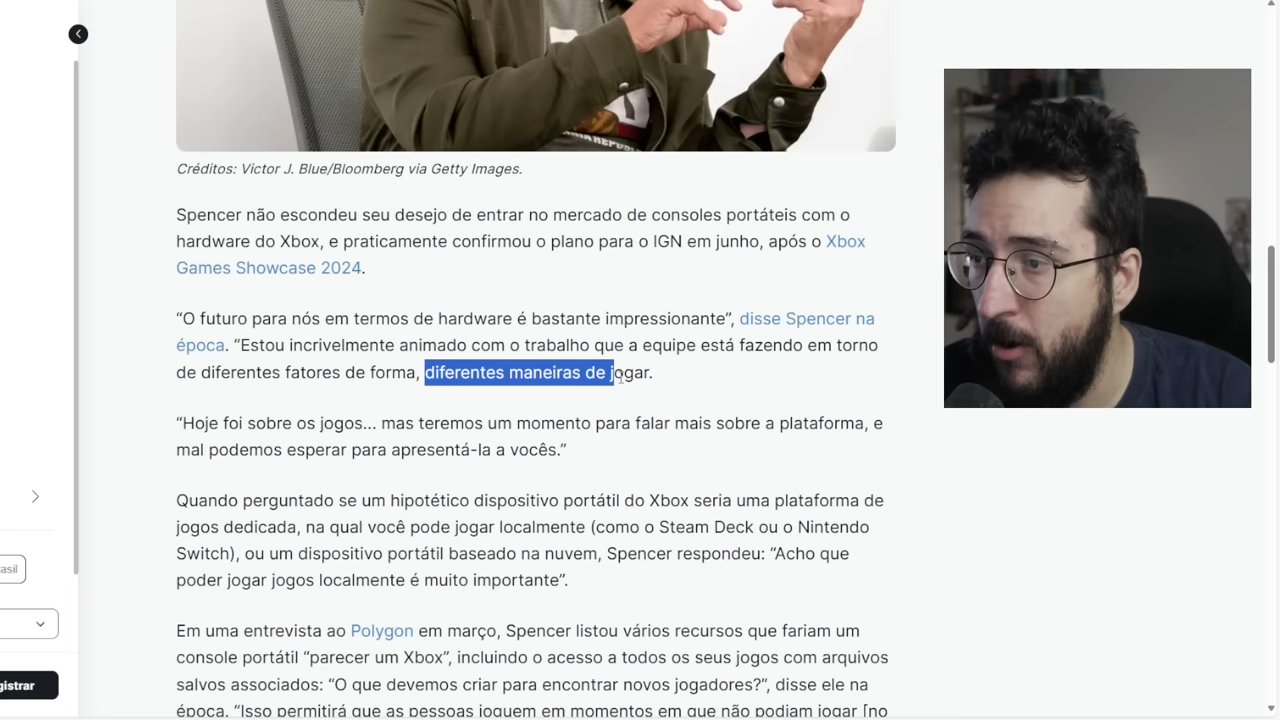 Créditos: Victor J. Blue/Bloomberg via Getty Images.
Spencer não escondeu seu desejo de entrar no mercado de consoles portáteis com o
hardware do Xbox, e praticamente confirmou o plano para o IGN em junho, após o Xbox
Games Showcase 2024.
“O futuro para nós em termos de hardware é bastante impressionante”, disse Spencer na
época. “Estou incrivelmente animado com o trabalho que a equipe está fazendo em torno
de diferentes fatores de forma, diferentes maneiras de jogar.
“Hoje foi sobre os jogos... mas teremos um momento para falar mais sobre a plataforma, e
mal podemos esperar para apresentá-la a vocês.”
Quando perguntado se um hipotético dispositivo portátil do Xbox seria uma plataforma de
jogos dedicada, na qual você pode jogar localmente (como o Steam Deck ou o Nintendo
Switch), ou um dispositivo portátil baseado na nuvem, Spencer respondeu: “Acho que
poder jogar jogos localmente é muito importante”.
asil
Em uma entrevista ao Polygon em março, Spencer listou vários recursos que fariam um
console portátil “parecer um Xbox”, incluindo o acesso a todos os seus jogos com arquivos
salvos associados: “O que devemos criar para encontrar novos jogadores?”, disse ele na
gistrar
época. “Isso permitirá que as pessoas joguem em momentos em que não podiam jogar [no